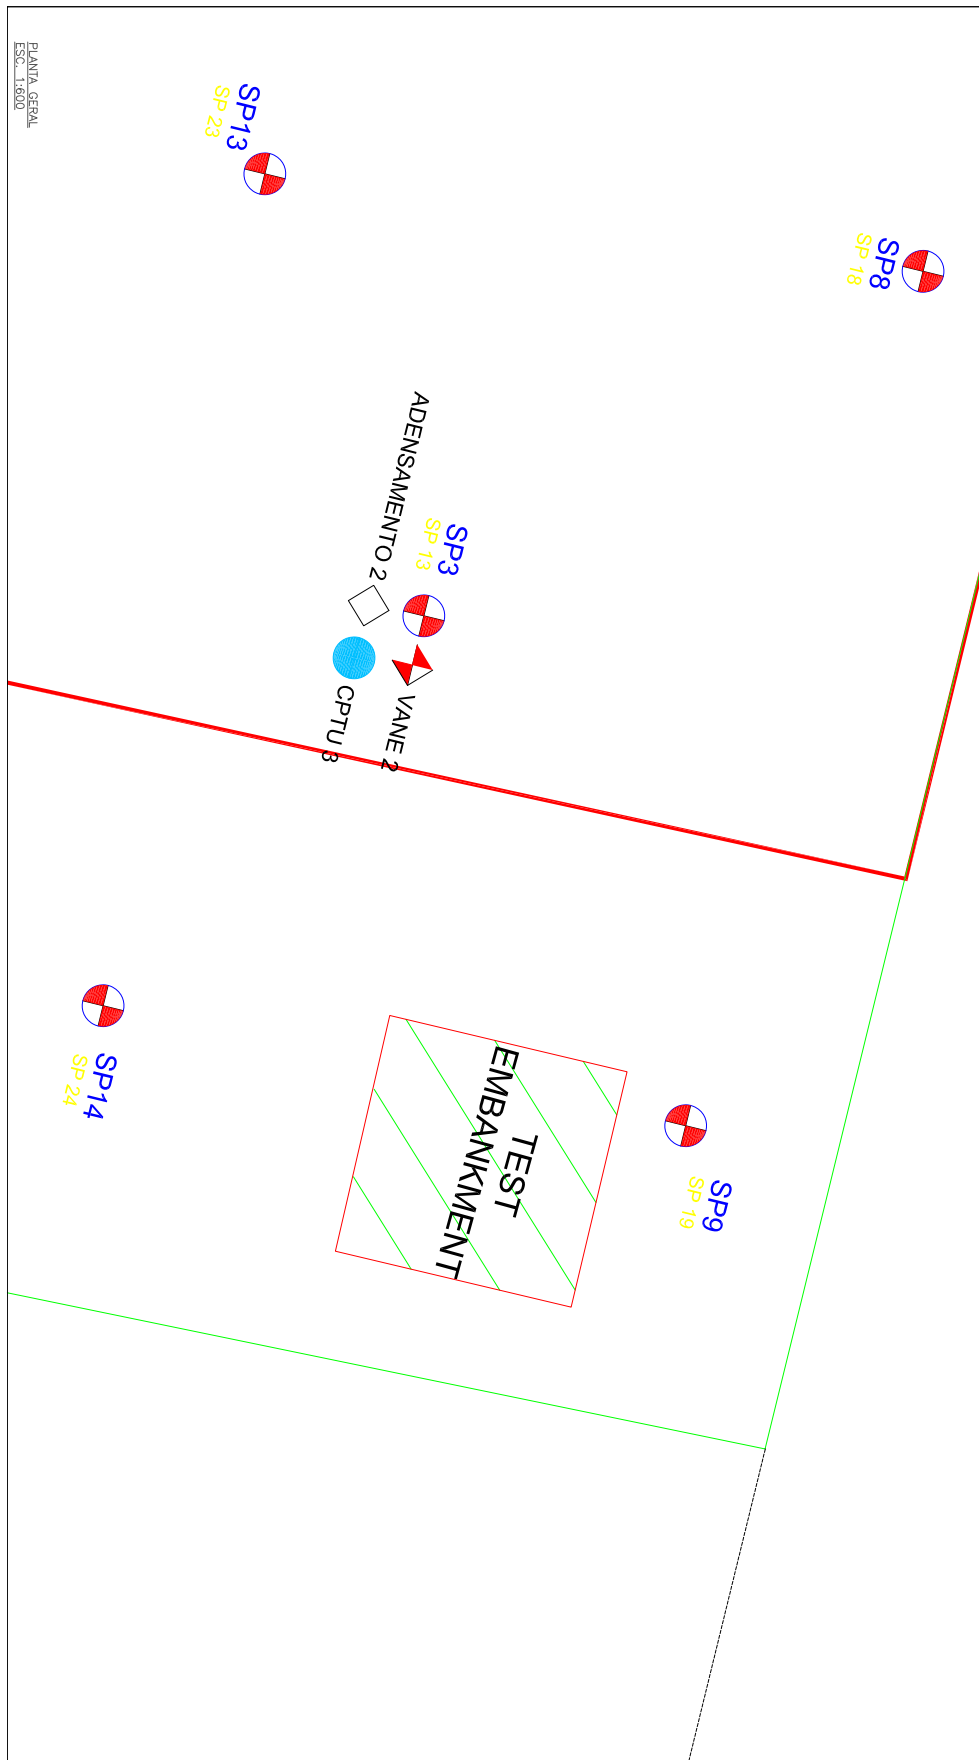 PLANTA GERAL
ESC. 1:600
SP13
SP 23
SP8
SP 18
ADENSAMENTO 2
SP3
SP 13
CPTU 3
VANE 2
SP14
SP 24
TEST
EMBANKMENT
SP9
SP 19